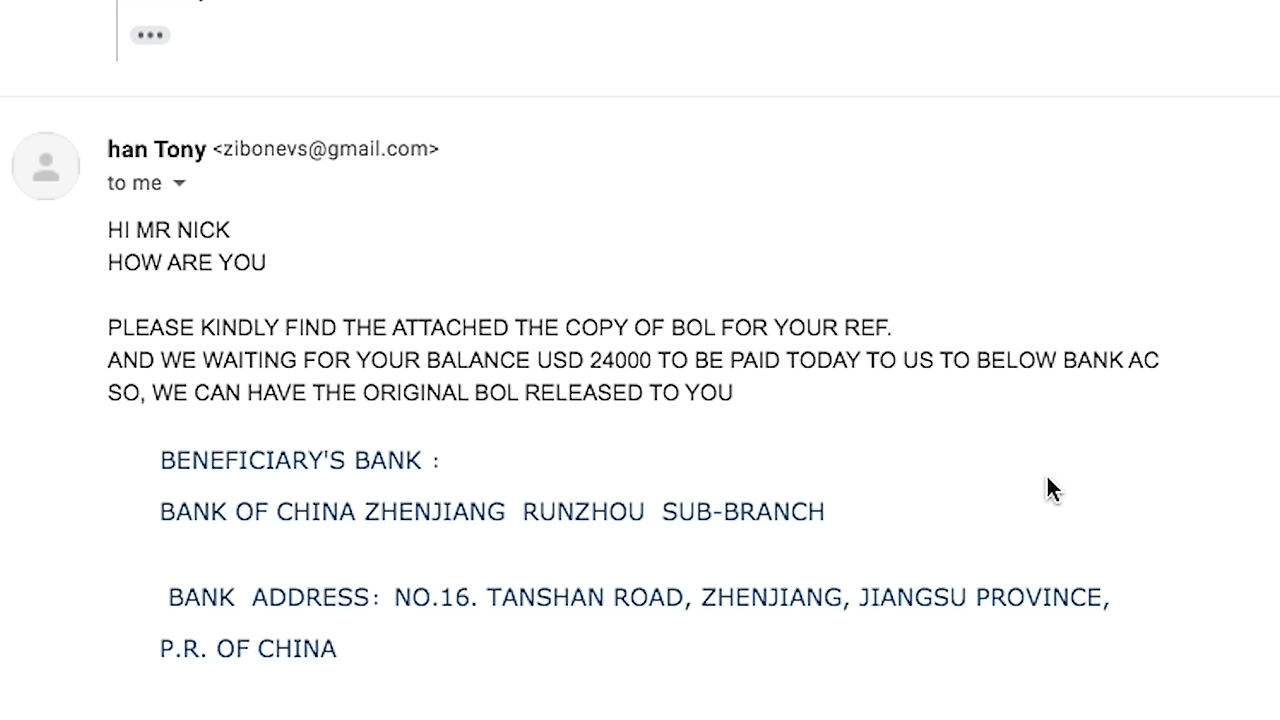 han Tony <zibonevs@gmail.com>
to me
HI MR NICK
HOW ARE YOU
PLEASE KINDLY FIND THE ATTACHED THE COPY OF BOL FOR YOUR REF.
AND WE WAITING FOR YOUR BALANCE USD 24000 TO BE PAID TODAY TO US TO BELOW BANK AC
SO, WE CAN HAVE THE ORIGINAL BOL RELEASED TO YOU
BENEFICIARY'S BANK :
BANK OF CHINA ZHENJIANG RUNZHOU SUB-BRANCH
BANK ADDRESS: NO.16. TANSHAN ROAD, ZHENJIANG, JIANGSU PROVINCE,
P.R. OF CHINA